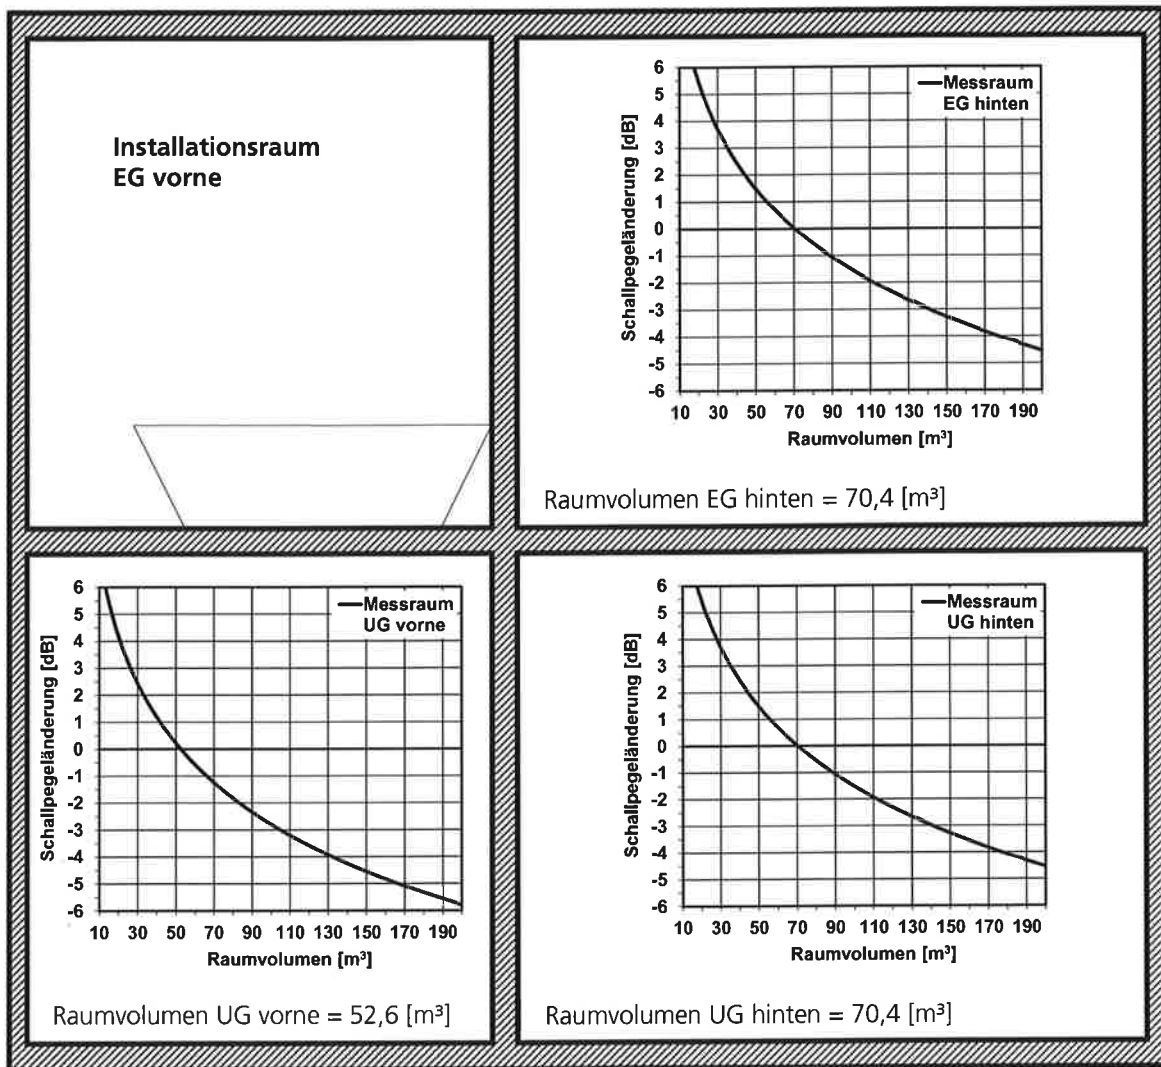 Installationsraum
EG vorne
Schallpegeländerung [dB]
6
5
4
3
2
1
0
-1
-2
-3
-4
-5
-6
Messraum
EG hinten
10 30 50 70 90 110 130 150 170 190
Raumvolumen [m³]
Raumvolumen EG hinten = 70,4 [m³]
Schallpegeländerung [dB]
6
5
4
3
2
1
0
-1
-2
-3
-4
-5
-6
Messraum
UG vorne
10 30 50 70 90 110 130 150 170 190
Raumvolumen [m³]
Raumvolumen UG vorne = 52,6 [m³]
Schallpegeländerung [dB]
6
5
4
3
2
1
0
-1
-2
-3
-4
-5
-6
Messraum
UG hinten
10 30 50 70 90 110 130 150 170 190
Raumvolumen [m³]
Raumvolumen UG hinten = 70,4 [m³]